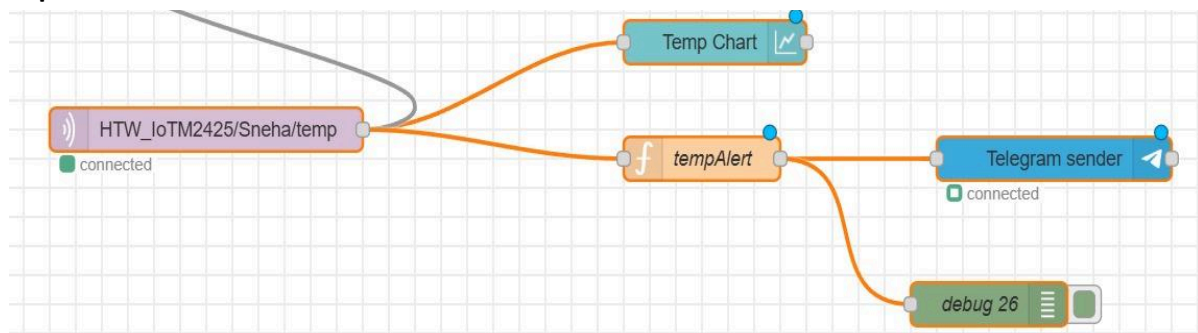 Temp Chart
HTW_IoTM2425/Sneha/temp
connected
tempAlert
Telegram sender
connected
debug 26